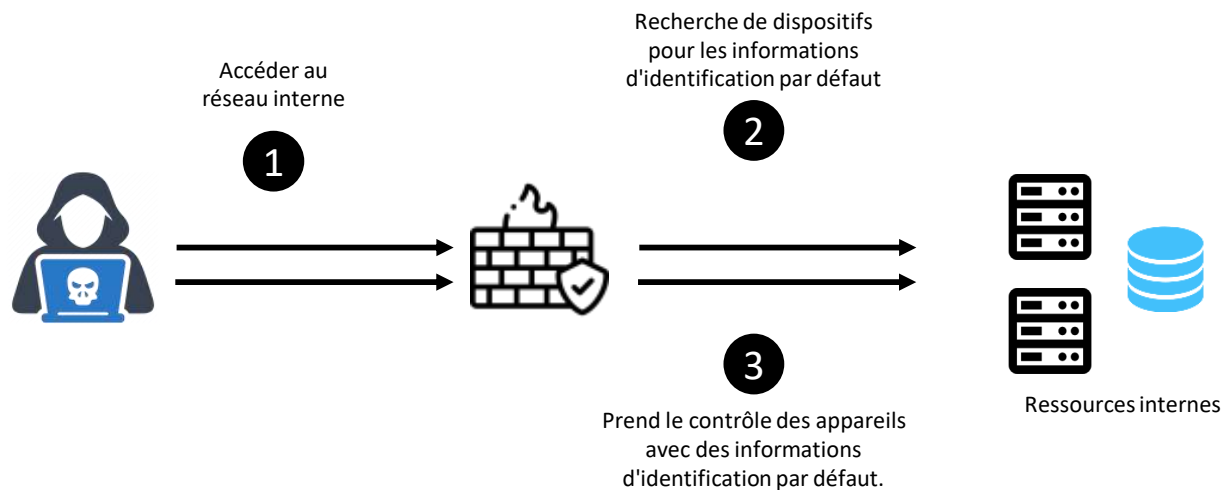 Accéder au
réseau interne
1
Recherche de dispositifs
pour les informations
d'identification par défaut
2
3
Prend le contrôle des appareils
avec des informations
d'identification par défaut.
Ressources internes